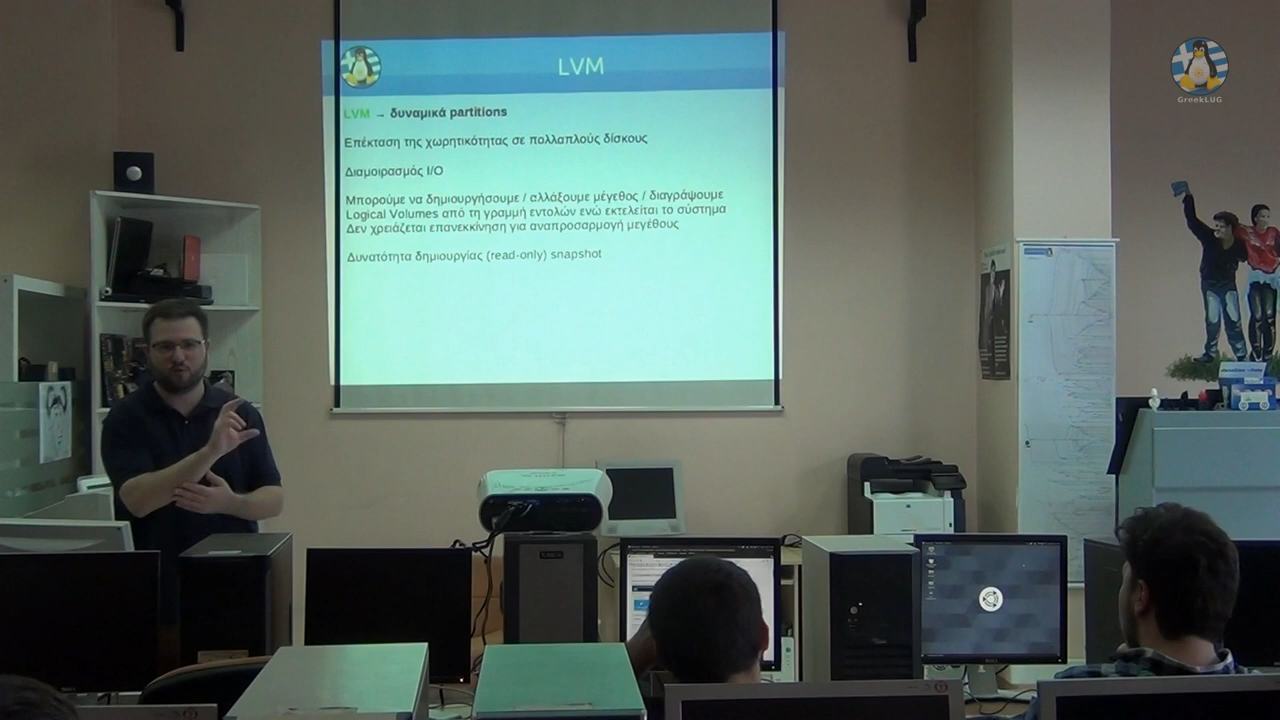 LVM
LVM → δυναμικά partitions
Επέκταση της χωρητικότητας σε πολλαπλούς δίσκους
Διαμοιρασμός I/O
Μπορούμε να δημιουργήσουμε / αλλάξουμε μέγεθος / διαγράψουμε
Logical Volumes από τη γραμμή εντολών ενώ εκτελείται το σύστημα
Δεν χρειάζεται επανεκκίνηση για αναπροσαρμογή μεγέθους
Δυνατότητα δημιουργίας (read-only) snapshot
GreekLUG